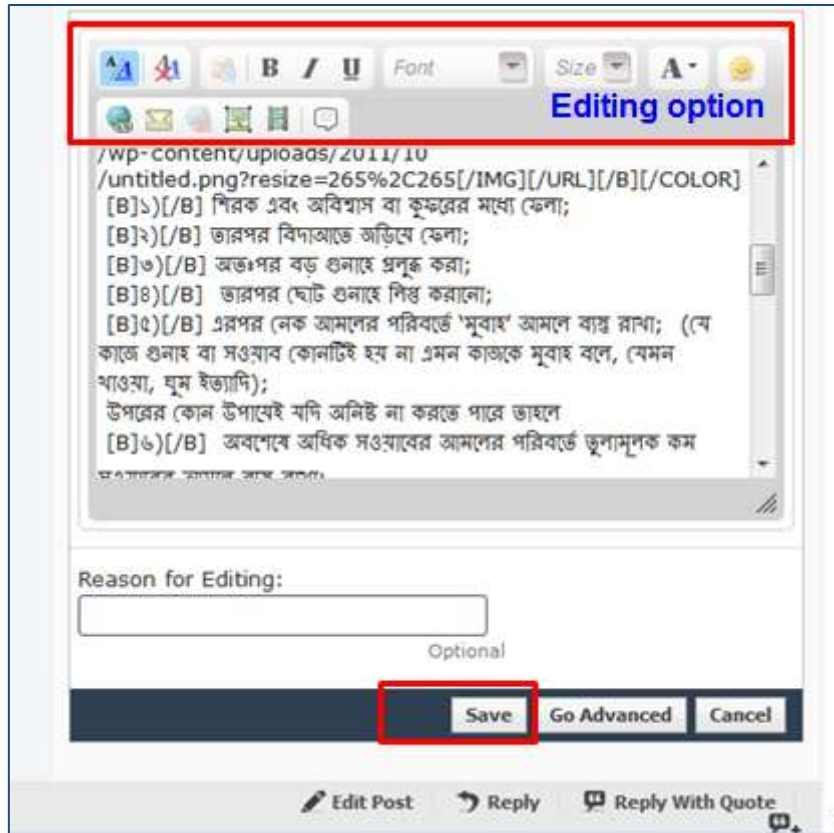 B I U Font Size A
Editing option
/wp-content/uploads/2011/10
/untitled.png?resize=265%2C265[/IMG][/URL][/B][/COLOR]
[B]১)[/B] শিরক এবং অবিশ্বাস বা কুফরের মধ্যে ফেলা;
[B]২)[/B] তারপর বিদাআতে জড়িয়ে ফেলা;
[B]৩)[/B] অতঃপর বড় গুনাহে প্রলুব্ধ করা;
[B]৪)[/B] তারপর ছোট গুনাহে লিপ্ত করানো;
[B]৫)[/B] এরপর নেক আমলের পরিবর্তে 'মুবাহ' আমলে ব্যস্ত রাখা; (যে
কাজে গুনাহ বা সওয়াব কোনটিই হয় না এমন কাজকে মুবাহ বলে, যেমন
খাওয়া, ঘুম ইত্যাদি);
উপরের কোন উপায়েই যদি অনিষ্ট না করতে পারে তাহলে
[B]৬)[/B] অবশেষে অধিক সওয়াবের আমলের পরিবর্তে তুলামূলক কম
Reason for Editing:
Optional
Save Go Advanced Cancel
Edit Post Reply Reply With Quote